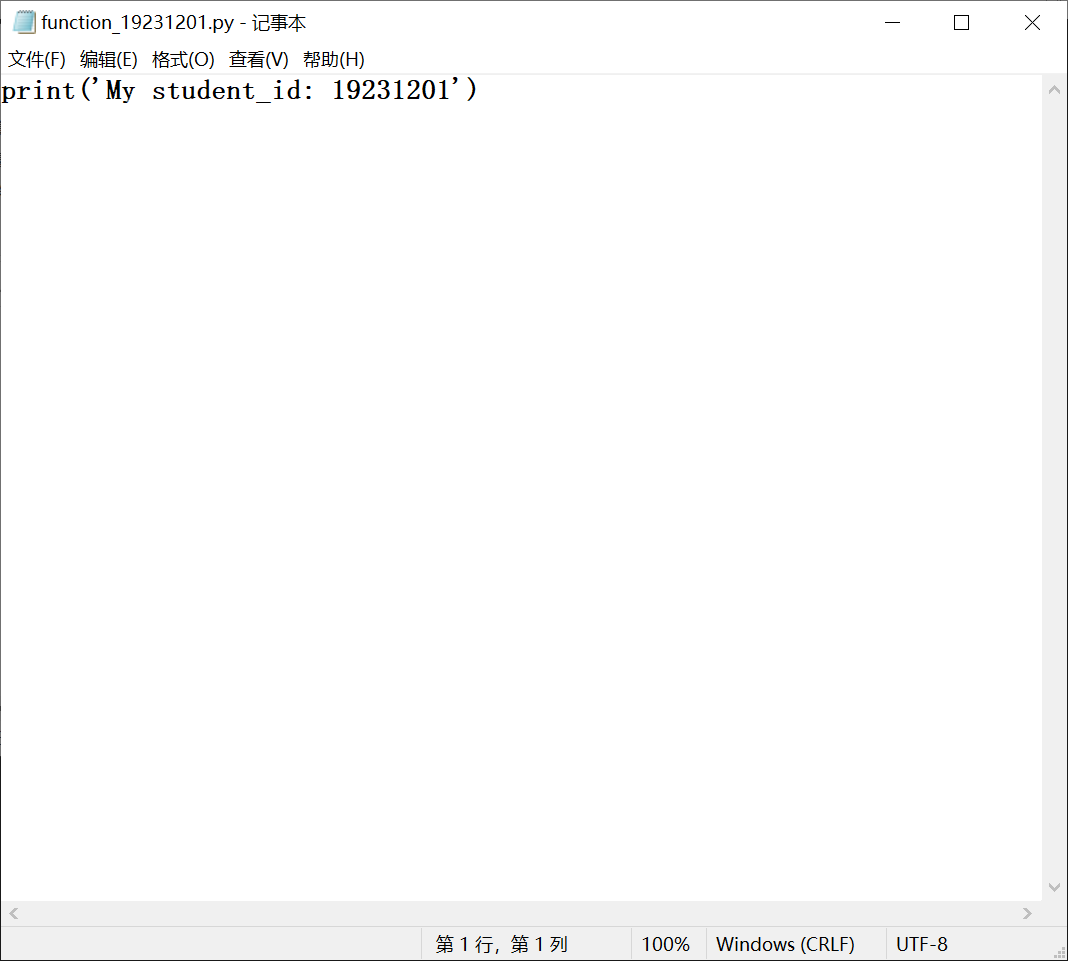 function_19231201.py - 记事本
文件(F) 编辑(E) 格式(O) 查看(V) 帮助(H)
print('My student_id: 19231201')
第 1 行，第 1 列 100% Windows (CRLF) UTF-8